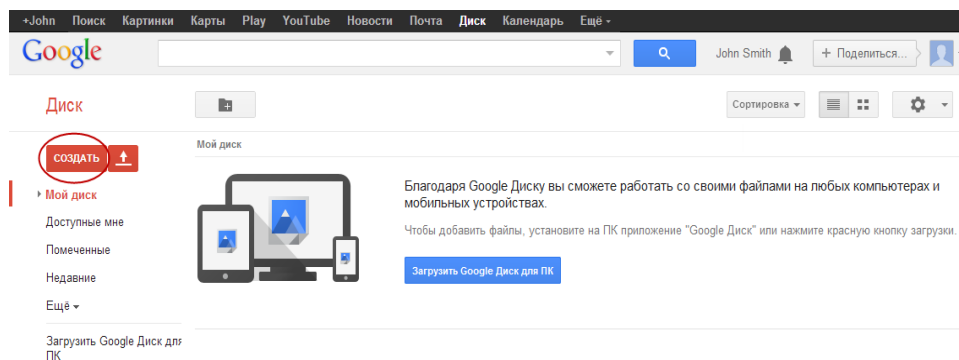 +John Поиск Картинки Карты Play YouTube Новости Почта Диск Календарь Ещё
Google
John Smith + Поделиться...
Диск
Сортировка
СОЗДАТЬ
Мой диск
Мой диск
Доступные мне
Помеченные
Недавние
Ещё
Загрузить Google Диск для
ПК
Благодаря Google Диску вы сможете работать со своими файлами на любых компьютерах и
мобильных устройствах.
Чтобы добавить файлы, установите на ПК приложение "Google Диск" или нажмите красную кнопку загрузки.
Загрузить Google Диск для ПК